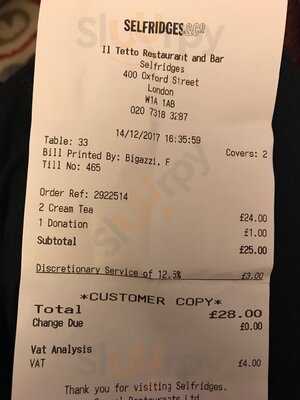 SELFRIDGES&CO
Il Tetto Restaurant and Bar
Selfridges
400 Oxford Street
London
W1A 1AB
020 7318 3287
14/12/2017 16:35:59
Table: 33 Covers: 2
Bill Printed By: Bigazzi, F
Till No: 465
Order Ref: 2922514
2 Cream Tea £24.00
1 Donation £1.00
Subtotal £25.00
Discretionary Service of 12.5% £3.00
*CUSTOMER COPY*
Total £28.00
Change Due £0.00
Vat Analysis
VAT £4.00
Thank you for visiting Selfridges.
Restaurants Ltd